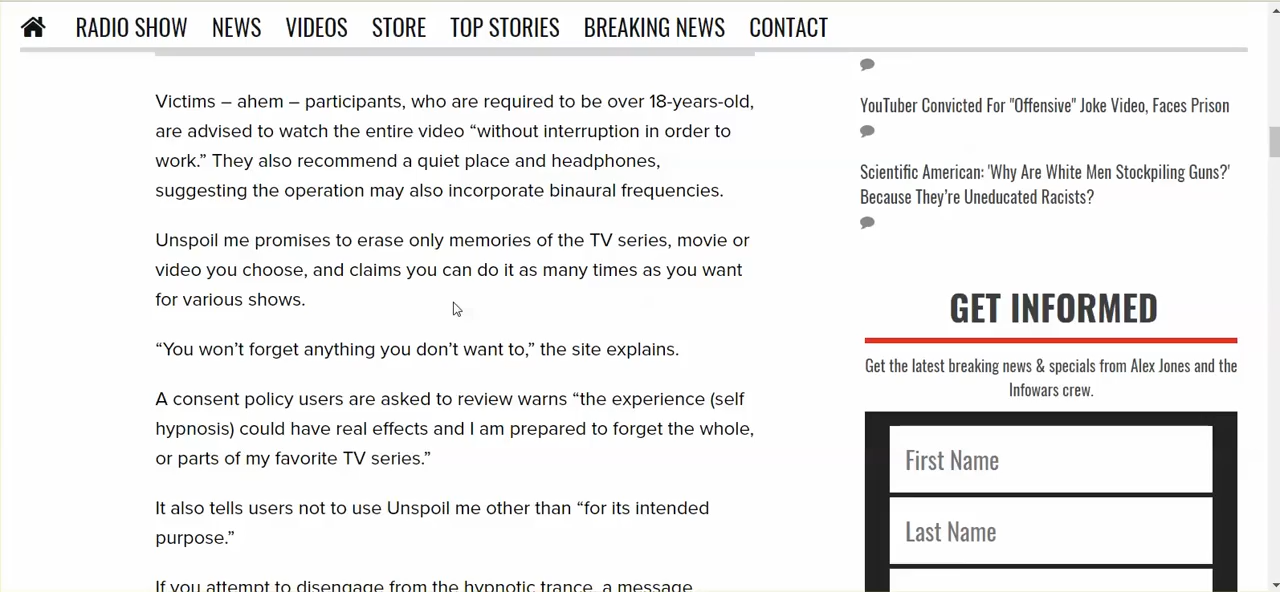 RADIO SHOW NEWS VIDEOS STORE TOP STORIES BREAKING NEWS CONTACT
Victims – ahem – participants, who are required to be over 18-years-old,
are advised to watch the entire video “without interruption in order to
work.” They also recommend a quiet place and headphones,
suggesting the operation may also incorporate binaural frequencies.
Unspoil me promises to erase only memories of the TV series, movie or
video you choose, and claims you can do it as many times as you want
for various shows.
“You won’t forget anything you don’t want to,” the site explains.
A consent policy users are asked to review warns “the experience (self
hypnosis) could have real effects and I am prepared to forget the whole,
or parts of my favorite TV series.”
It also tells users not to use Unspoil me other than “for its intended
purpose.”
If you attempt to disengage from the hypnotic trance, a message
YouTuber Convicted For "Offensive" Joke Video, Faces Prison
Scientific American: 'Why Are White Men Stockpiling Guns?'
Because They’re Uneducated Racists?
GET INFORMED
Get the latest breaking news & specials from Alex Jones and the
Infowars crew.
First Name
Last Name